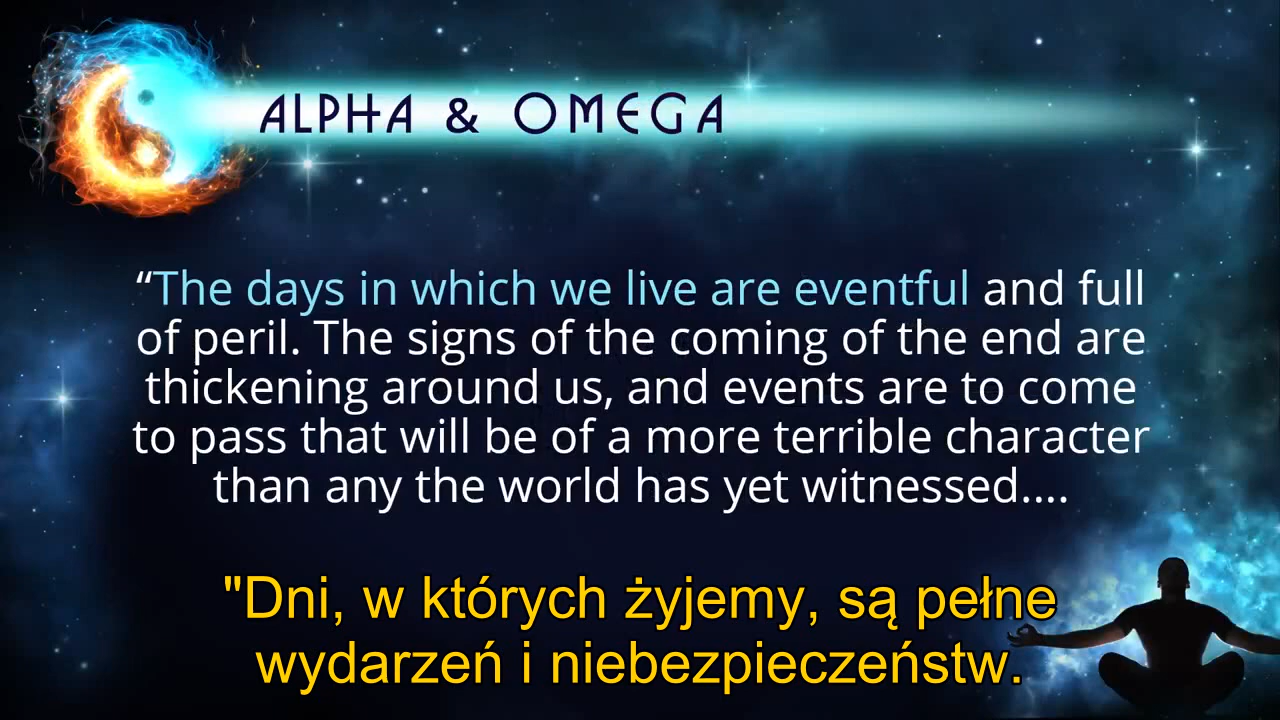 ALPHA & OMEGA
“The days in which we live are eventful and full
of peril. The signs of the coming of the end are
thickening around us, and events are to come
to pass that will be of a more terrible character
than any the world has yet witnessed....
"Dni, w których żyjemy, są pełne
wydarzeń i niebezpieczeństw.